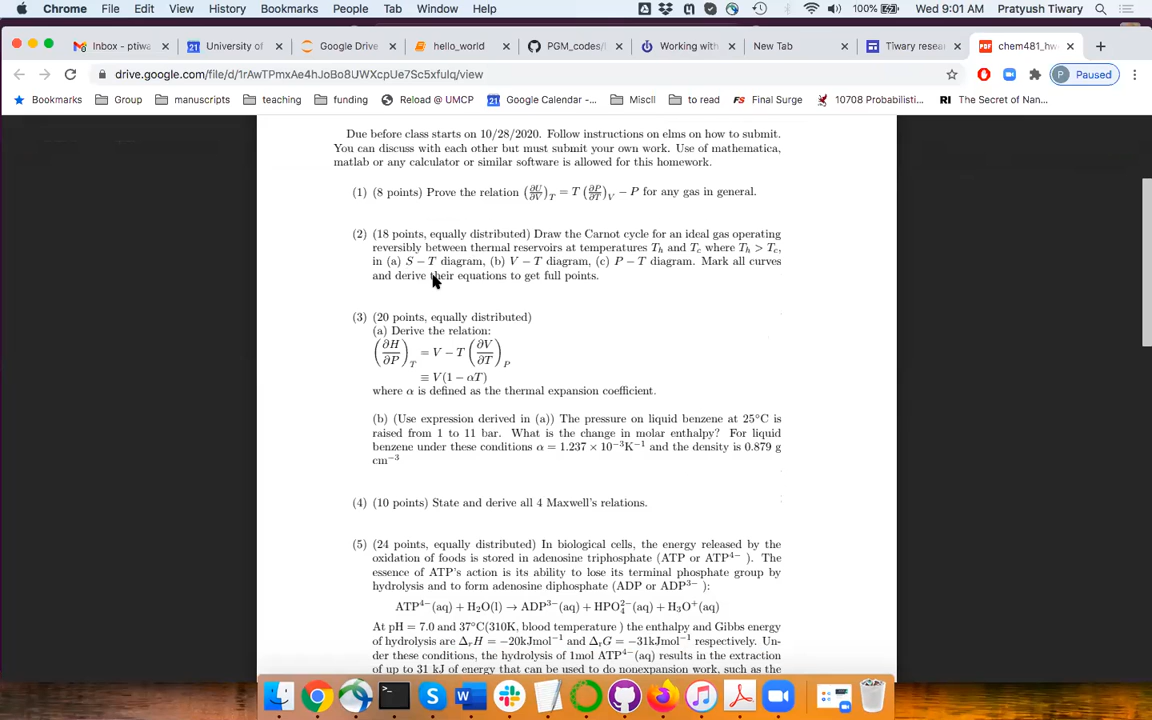 Chrome File Edit View History Bookmarks People Tab Window Help 100% Wed 9:01 AM Pratyush Tiwary
Inbox - ptiwa University of Google Drive hello_world PGM_codes/l Working with New Tab Tiwary resea chem481_hw
drive.google.com/file/d/1rAwTPmxAe4hJoBo8UWXcpUe7Sc5xfulq/view P Paused
Bookmarks Group manuscripts teaching funding Reload @ UMCP Google Calendar -... Miscll to read FS Final Surge 10708 Probabilisti... RI The Secret of Nan...
Due before class starts on 10/28/2020. Follow instructions on elms on how to submit.
You can discuss with each other but must submit your own work. Use of mathematica,
matlab or any calculator or similar software is allowed for this homework.
(1) (8 points) Prove the relation (∂U/∂V)_T = T (∂P/∂T)_V − P for any gas in general.
(2) (18 points, equally distributed) Draw the Carnot cycle for an ideal gas operating
reversibly between thermal reservoirs at temperatures T_h and T_c where T_h > T_c,
in (a) S − T diagram, (b) V − T diagram, (c) P − T diagram. Mark all curves
and derive their equations to get full points.
(3) (20 points, equally distributed)
(a) Derive the relation:
(∂H/∂P)_T = V − T (∂V/∂T)_P
≡ V(1 − αT)
where α is defined as the thermal expansion coefficient.
(b) (Use expression derived in (a)) The pressure on liquid benzene at 25°C is
raised from 1 to 11 bar. What is the change in molar enthalpy? For liquid
benzene under these conditions α = 1.237 × 10⁻³K⁻¹ and the density is 0.879 g
cm⁻³
(4) (10 points) State and derive all 4 Maxwell's relations.
(5) (24 points, equally distributed) In biological cells, the energy released by the
oxidation of foods is stored in adenosine triphosphate (ATP or ATP⁴⁻ ). The
essence of ATP's action is its ability to lose its terminal phosphate group by
hydrolysis and to form adenosine diphosphate (ADP or ADP³⁻ ):
ATP⁴⁻(aq) + H₂O(l) → ADP³⁻(aq) + HPO₄²⁻(aq) + H₃O⁺(aq)
At pH = 7.0 and 37°C(310K, blood temperature ) the enthalpy and Gibbs energy
of hydrolysis are Δ_rH = −20kJmol⁻¹ and Δ_rG = −31kJmol⁻¹ respectively. Un-
der these conditions, the hydrolysis of 1mol ATP⁴⁻(aq) results in the extraction
of up to 31 kJ of energy that can be used to do nonexpansion work, such as the